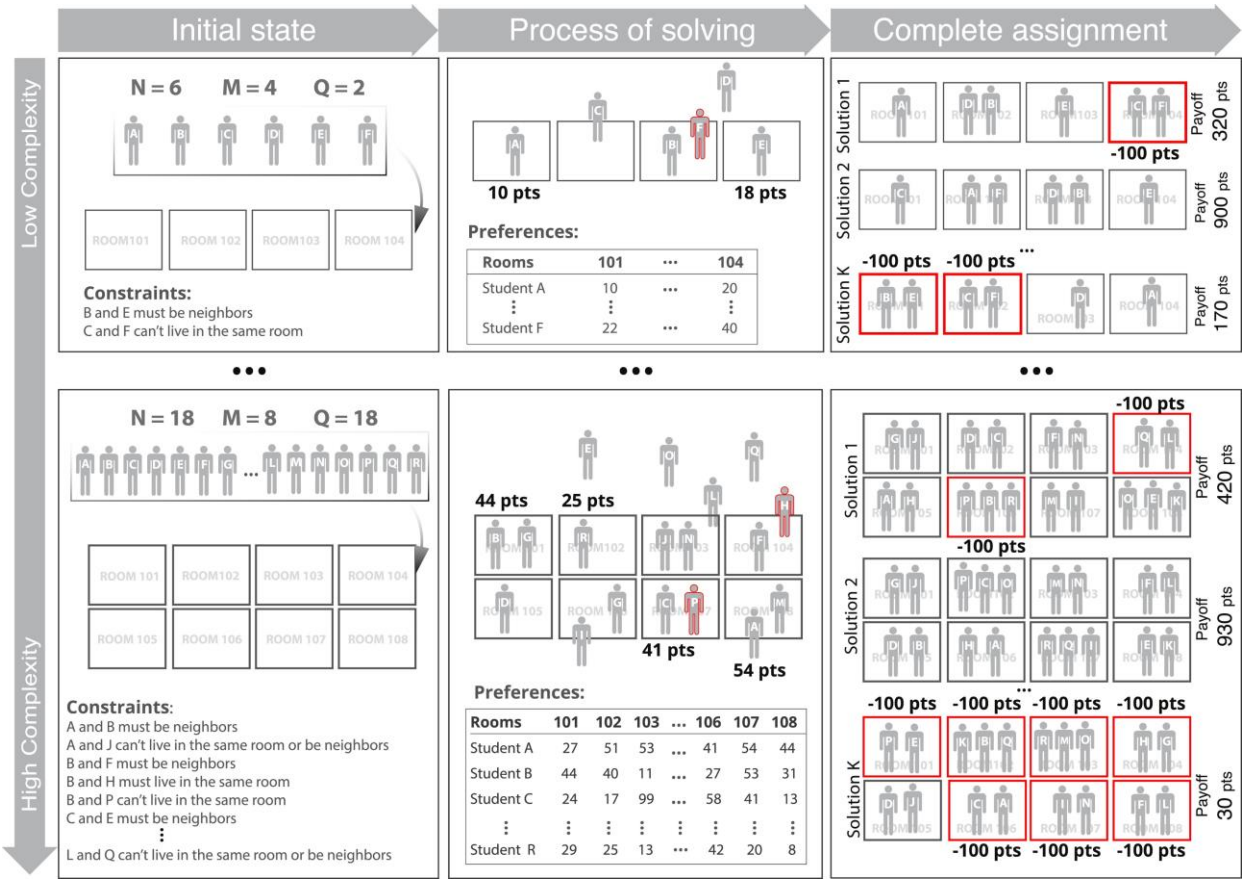 Initial state
Process of solving
Complete assignment
Low Complexity
N = 6 M = 4 Q = 2
A B C D E F
ROOM101 ROOM 102 ROOM103 ROOM 104
Constraints:
B and E must be neighbors
C and F can't live in the same room
D
C
F
A B E
10 pts 18 pts
Preferences:
Rooms 101 ... 104
Student A 10 ... 20
Student F 22 ... 40
Solution 1
A D B E C F
-100 pts
Payoff
320 pts
Solution 2
C A F D B E
Payoff
900 pts
...
Solution K
-100 pts -100 pts
B E C F D A
Payoff
170 pts
...
High Complexity
N = 18 M = 8 Q = 18
A B C D E F G ... L M N O P Q R
ROOM 101 ROOM102 ROOM 103 ROOM 104
ROOM 105 ROOM 106 ROOM 107 ROOM 108
Constraints:
A and B must be neighbors
A and J can't live in the same room or be neighbors
B and F must be neighbors
B and H must live in the same room
B and P can't live in the same room
C and E must be neighbors
L and Q can't live in the same room or be neighbors
E O Q
L
44 pts 25 pts
B G R J N F
D G C P A M
41 pts
54 pts
Preferences:
Rooms 101 102 103 ... 106 107 108
Student A 27 51 53 ... 41 54 44
Student B 44 40 11 ... 27 53 31
Student C 24 17 99 ... 58 41 13
Student R 29 25 13 ... 42 20 8
-100 pts
Solution 1
G J D C F N Q L
A H P B R M I O E K
-100 pts
Payoff
420 pts
Solution 2
G J P C O M N F L
D B H A R Q I E K
Payoff
930 pts
...
-100 pts -100 pts -100 pts -100 pts
Solution K
P E K B Q R M O H G
D J C A I N F L
-100 pts -100 pts -100 pts
Payoff
30 pts